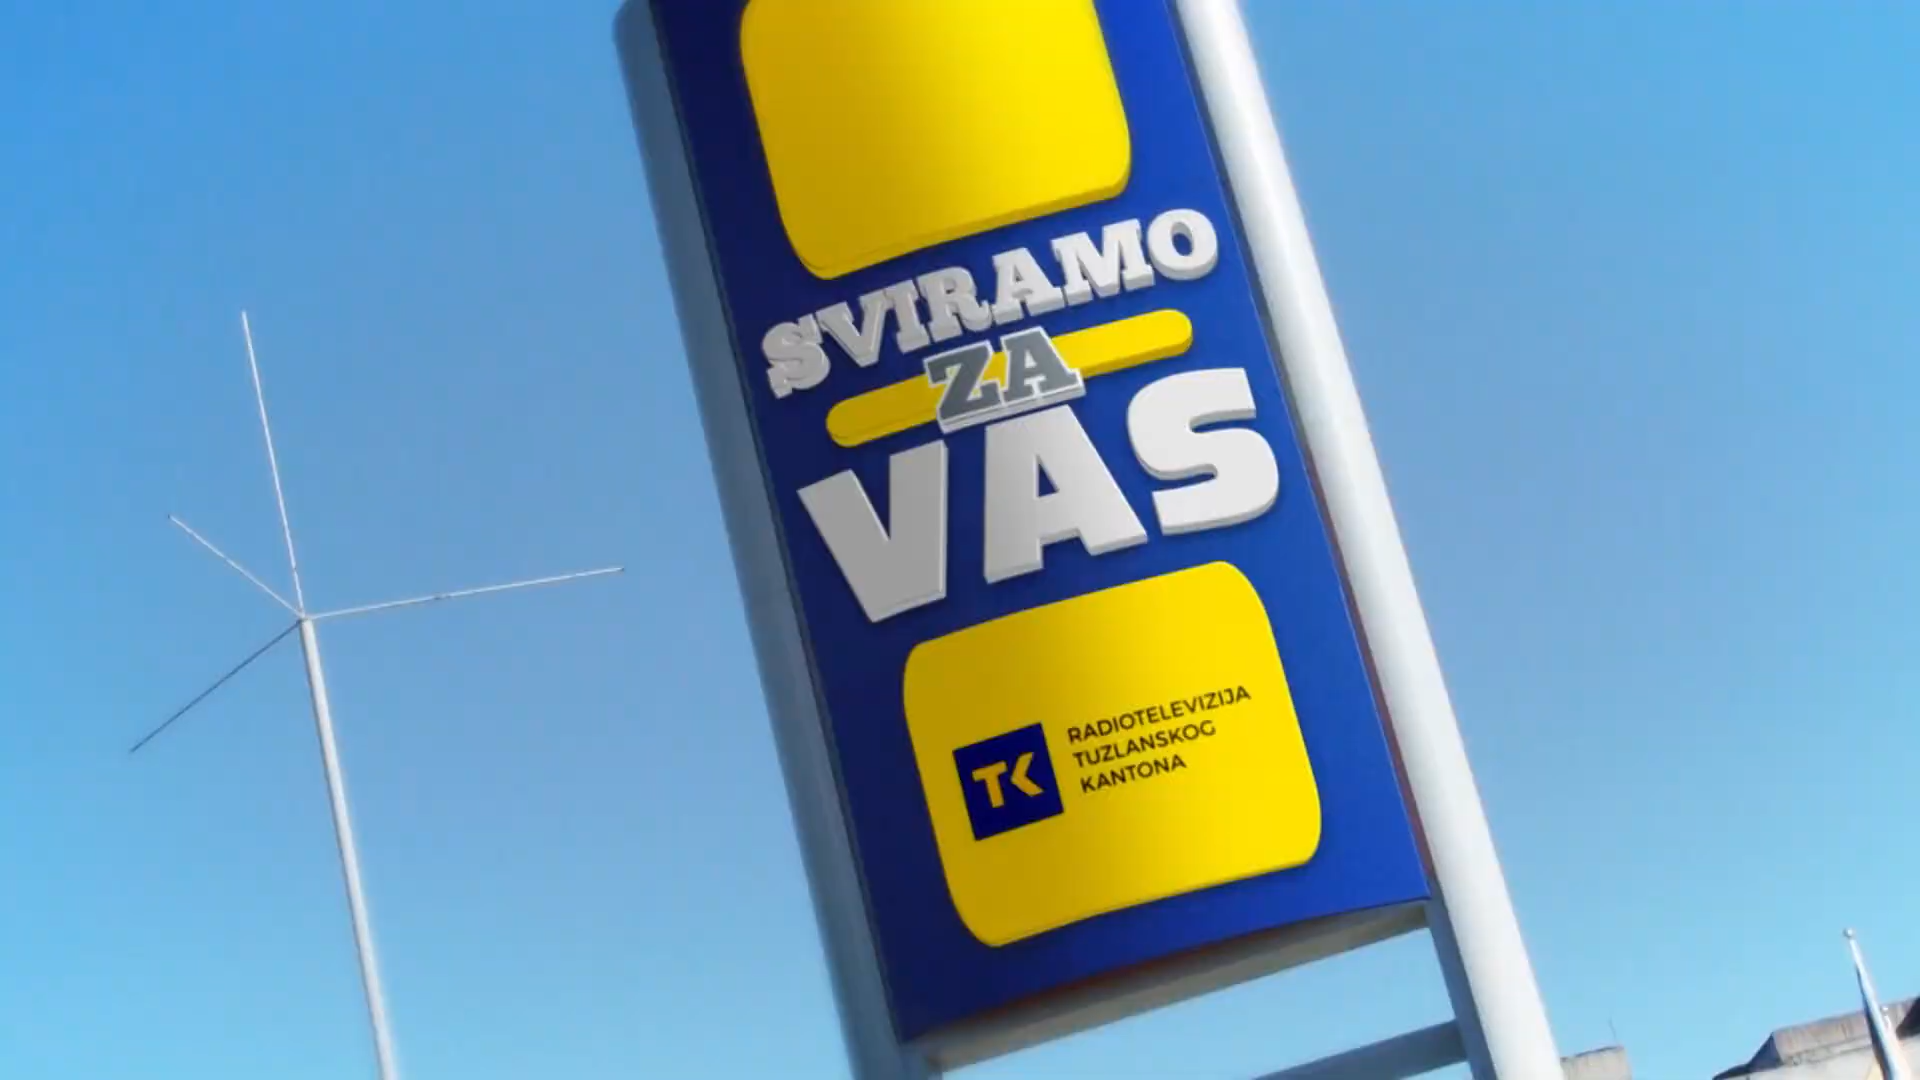 SVIRAMO
ZA
VAS
TK
RADIOTELEVIZIJA
TUZLANSKOG
KANTONA